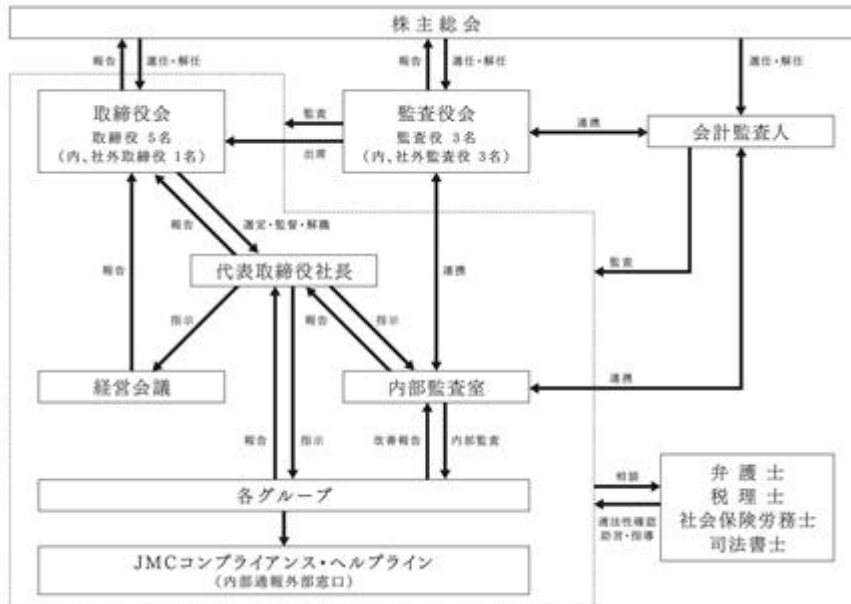 株主総会
報告
選任・解任
報告
選任・解任
選任・解任
取締役会
取締役 5名
(内、社外取締役 1名)
監査
出席
監査役会
監査役 3名
(内、社外監査役 3名)
連携
会計監査人
報告
選定・監督・解職
報告
代表取締役社長
連携
監査
指示
報告
指示
経営会議
内部監査室
連携
報告
指示
改善報告
内部監査
各グループ
相談
適法性確認
助言・指導
弁護士
税理士
社会保険労務士
司法書士
JMCコンプライアンス・ヘルプライン
(内部通報外部窓口)